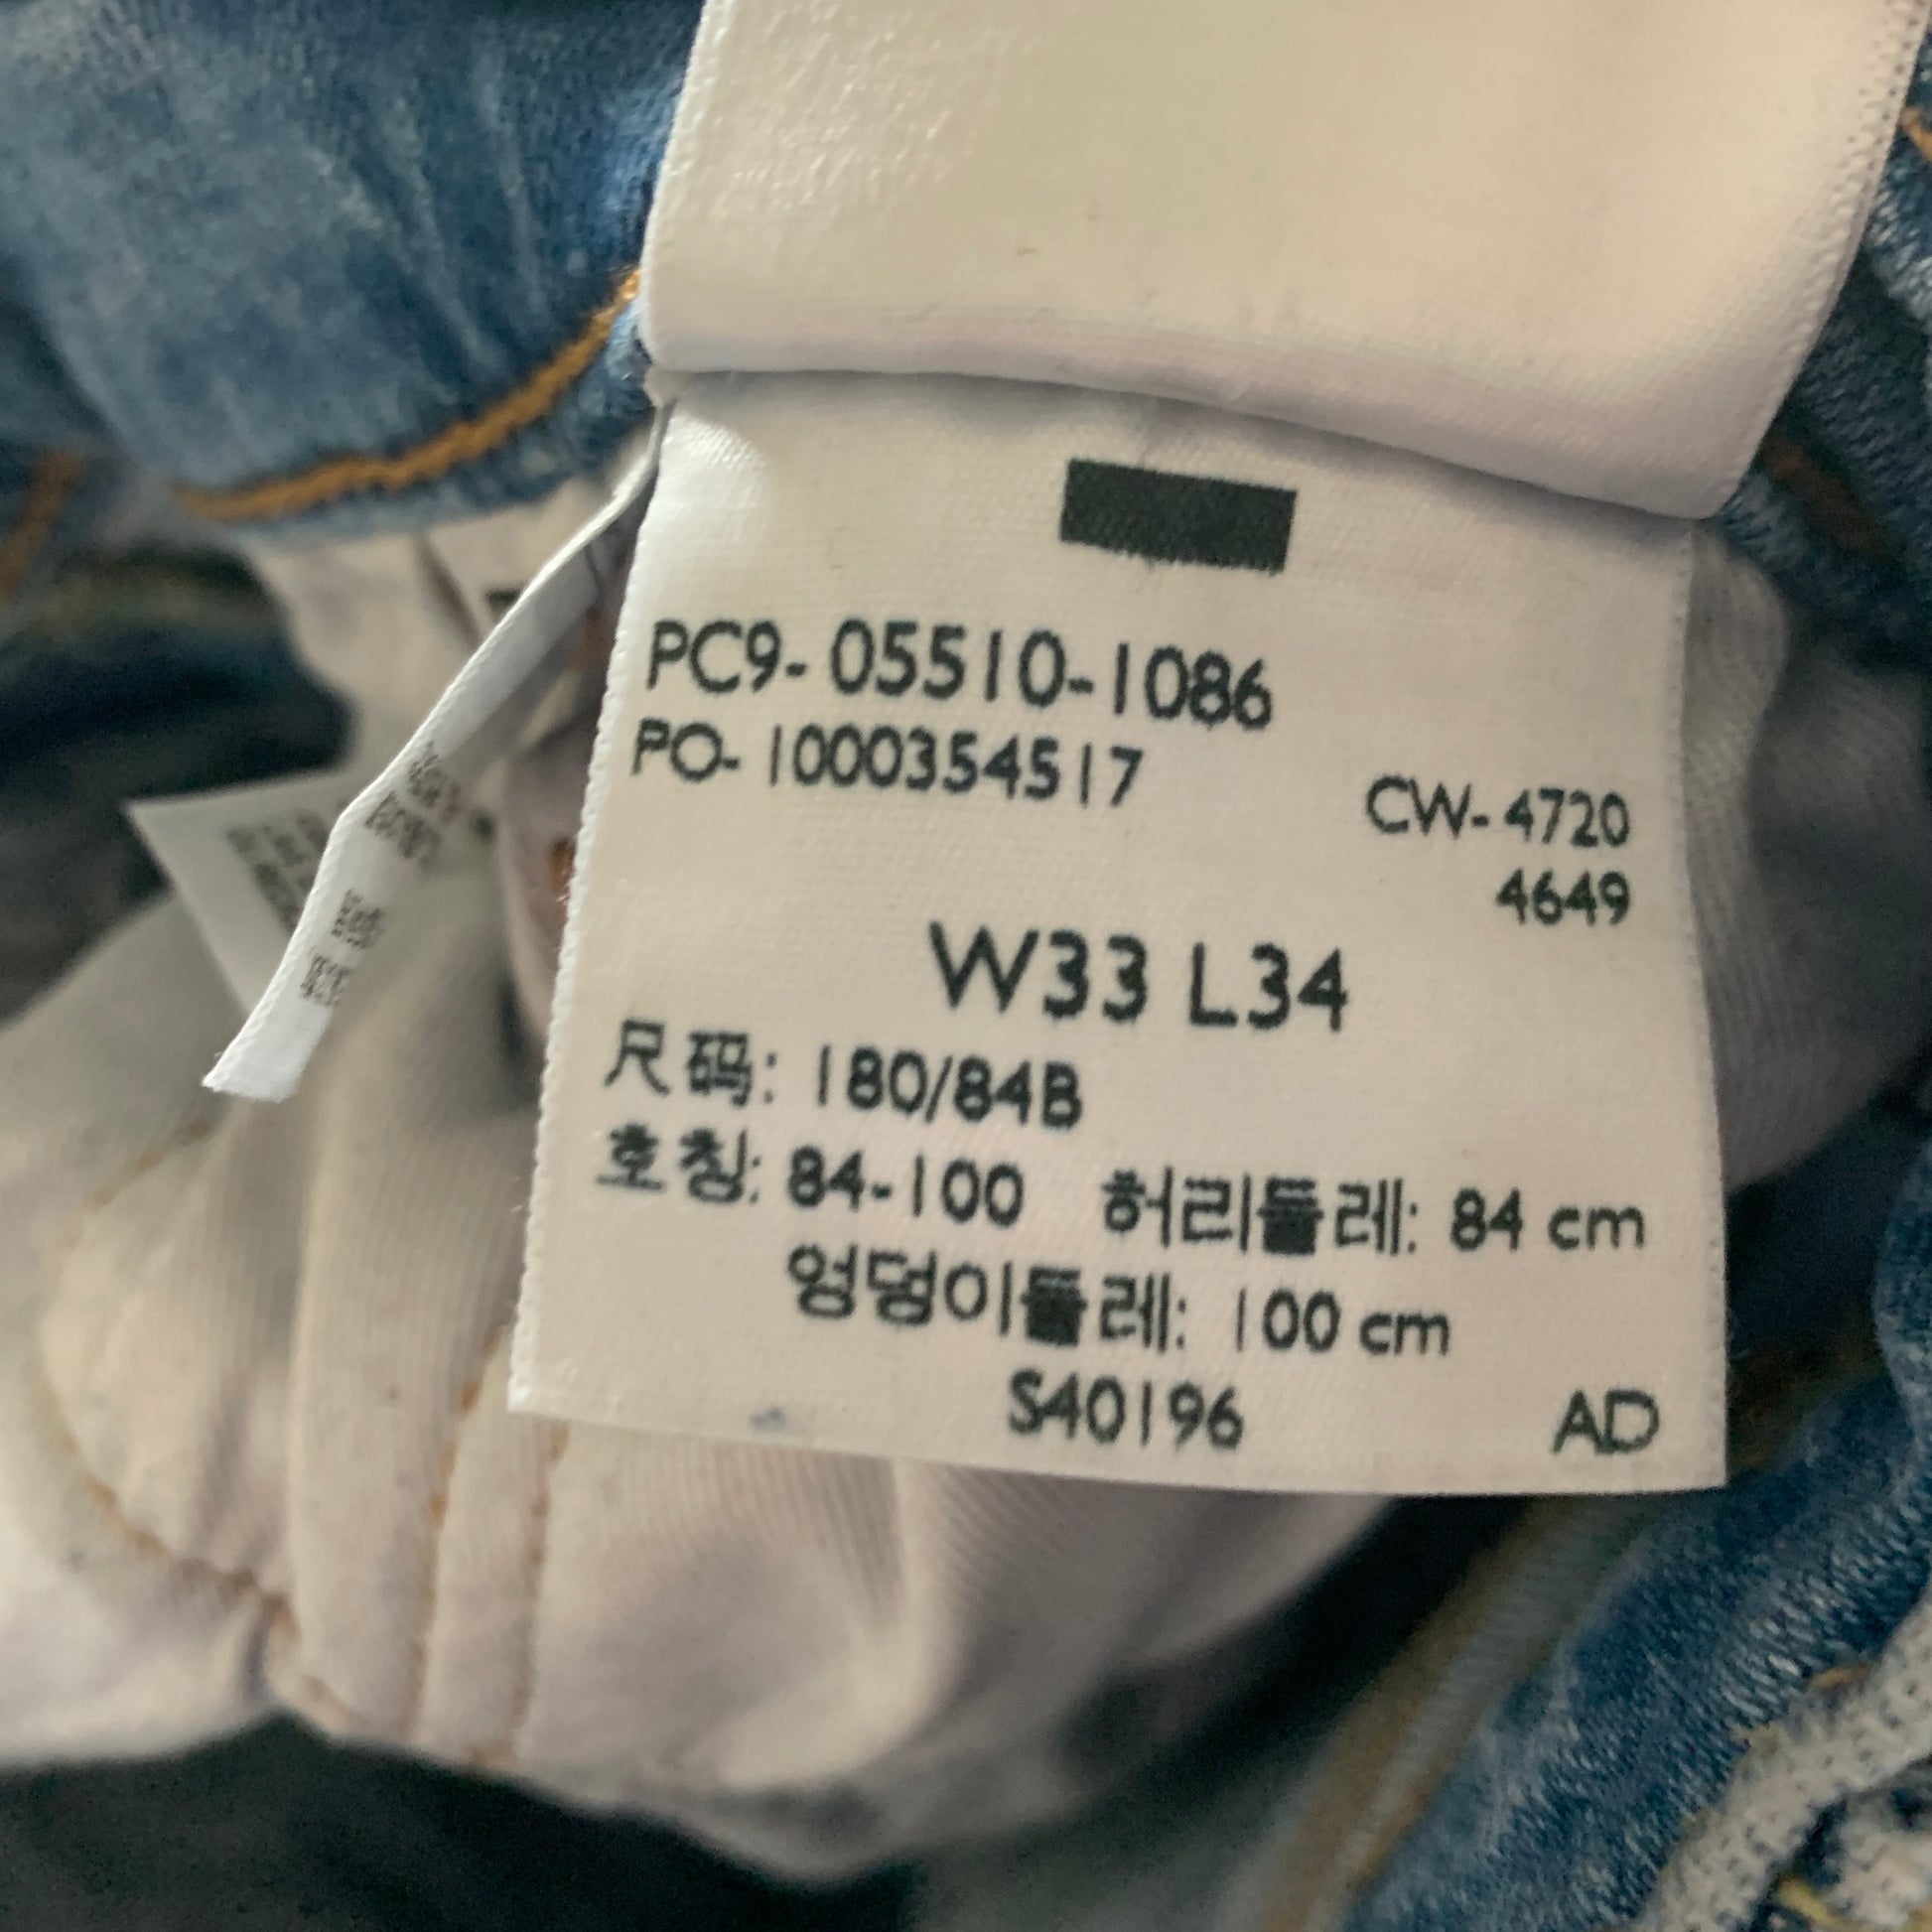 PC9- 05510-1086
PO- 1000354517
CW- 4720
4649
W33 L34
尺码: 180/84B
호칭: 84-100 허리둘레: 84 cm
엉덩이둘레: 100 cm
S40196 AD